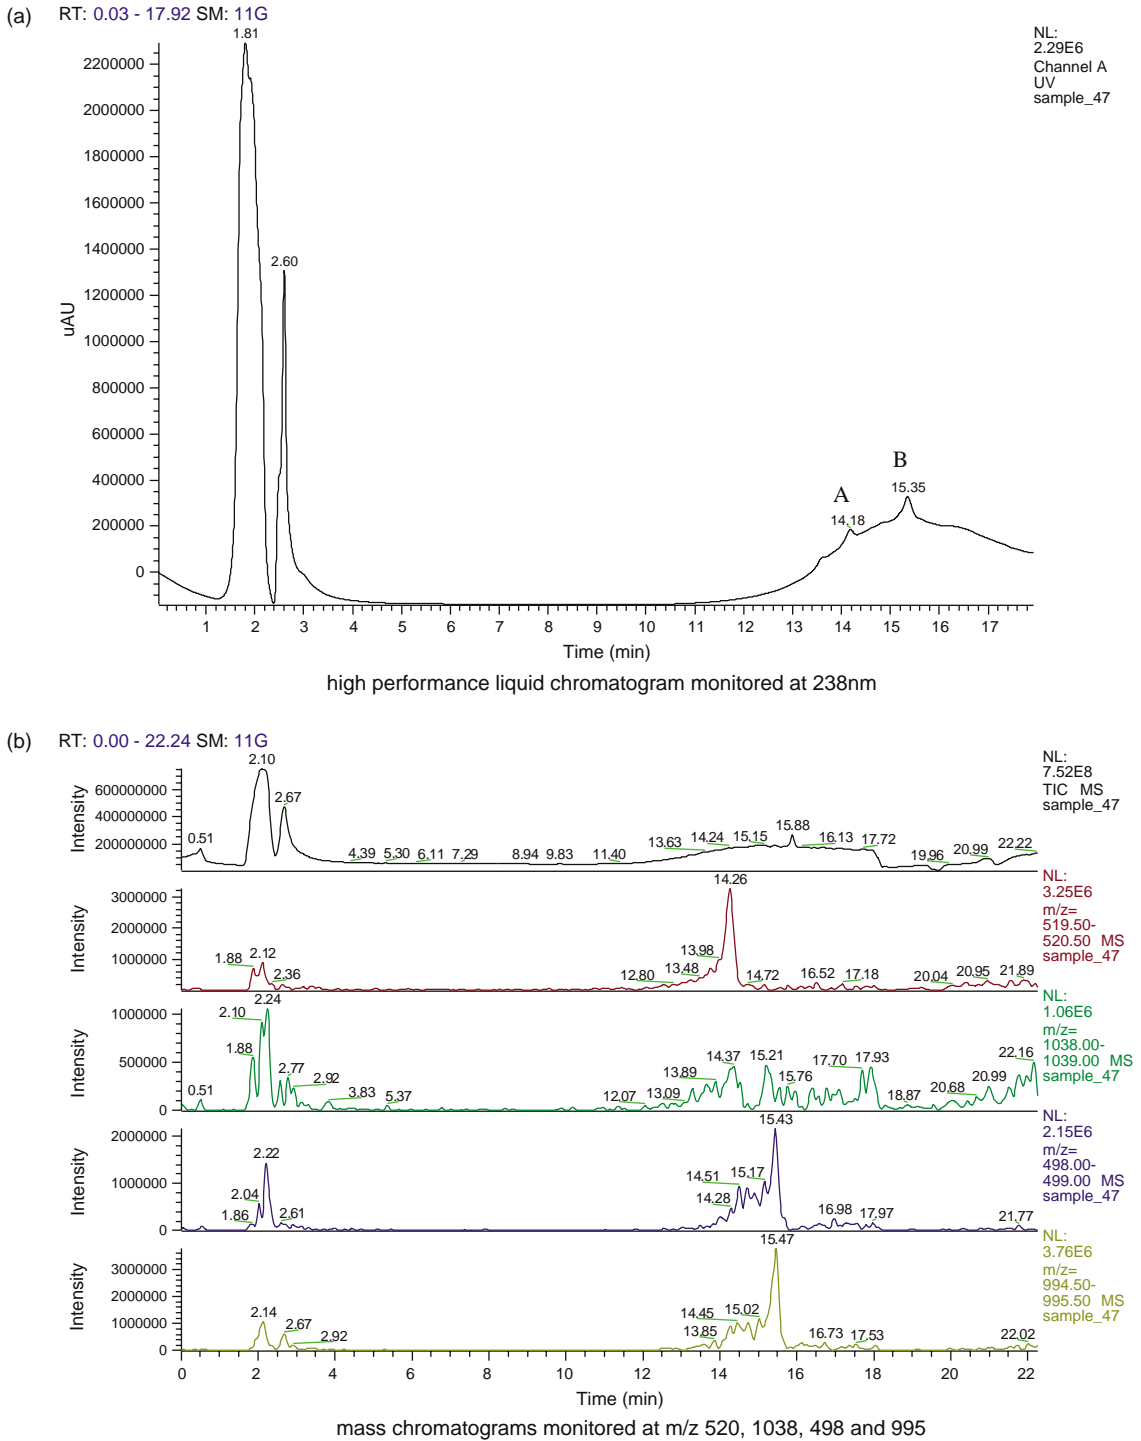 (a) RT: 0.03 - 17.92 SM: 11G
NL:
2.29E6
Channel A
UV
sample_47
1.81
2.60
A
14.18
B
15.35
2200000
2000000
1800000
1600000
1400000
1200000
1000000
800000
600000
400000
200000
0
uAU
1 2 3 4 5 6 7 8 9 10 11 12 13 14 15 16 17
Time (min)
high performance liquid chromatogram monitored at 238nm
(b) RT: 0.00 - 22.24 SM: 11G
NL:
7.52E8
TIC MS
sample_47
Intensity
600000000
400000000
200000000
0.51 2.10 2.67 4.39 5.30 6.11 7.29 8.94 9.83 11.40 13.63 14.24 15.15 15.88 16.13 17.72 19.96 20.99 22.22
NL:
3.25E6
m/z=
519.50-
520.50 MS
sample_47
Intensity
3000000
2000000
1000000
0
1.88 2.12 2.36 12.80 13.48 13.98 14.26 14.72 16.52 17.18 20.04 20.95 21.89
NL:
1.06E6
m/z=
1038.00-
1039.00 MS
sample_47
Intensity
1000000
500000
0
0.51 1.88 2.10 2.24 2.77 2.92 3.83 5.37 12.07 13.09 13.89 14.37 15.21 15.76 17.70 17.93 18.87 20.68 20.99 22.16
NL:
2.15E6
m/z=
498.00-
499.00 MS
sample_47
Intensity
2000000
1000000
0
1.86 2.04 2.22 2.61 14.28 14.51 15.17 15.43 16.98 17.97 21.77
NL:
3.76E6
m/z=
994.50-
995.50 MS
sample_47
Intensity
3000000
2000000
1000000
0
2.14 2.67 2.92 13.85 14.45 15.02 15.47 16.73 17.53 22.02
0 2 4 6 8 10 12 14 16 18 20 22
Time (min)
mass chromatograms monitored at m/z 520, 1038, 498 and 995